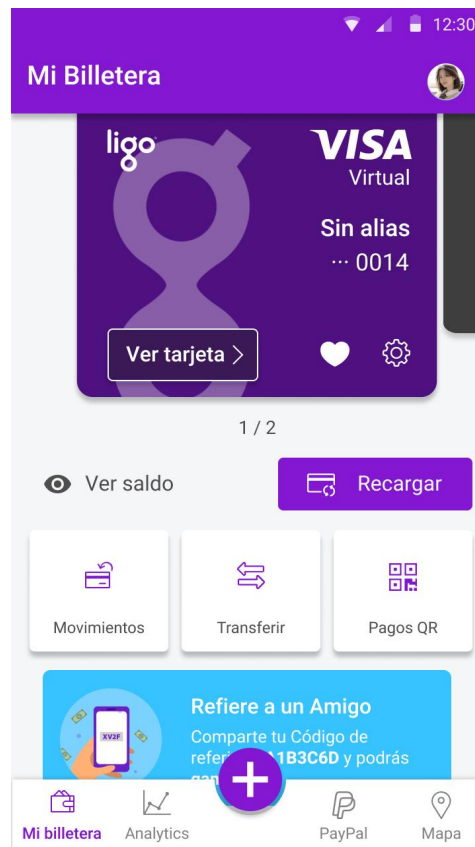 12:30
Mi Billetera
ligo
VISA
Virtual
Sin alias
··· 0014
Ver tarjeta >
1 / 2
Ver saldo
Recargar
Movimientos
Transferir
Pagos QR
Refiere a un Amigo
XV2F
Comparte tu Código de
A1B3C6D y podrás
Mi billetera
Analytics
PayPal
Mapa